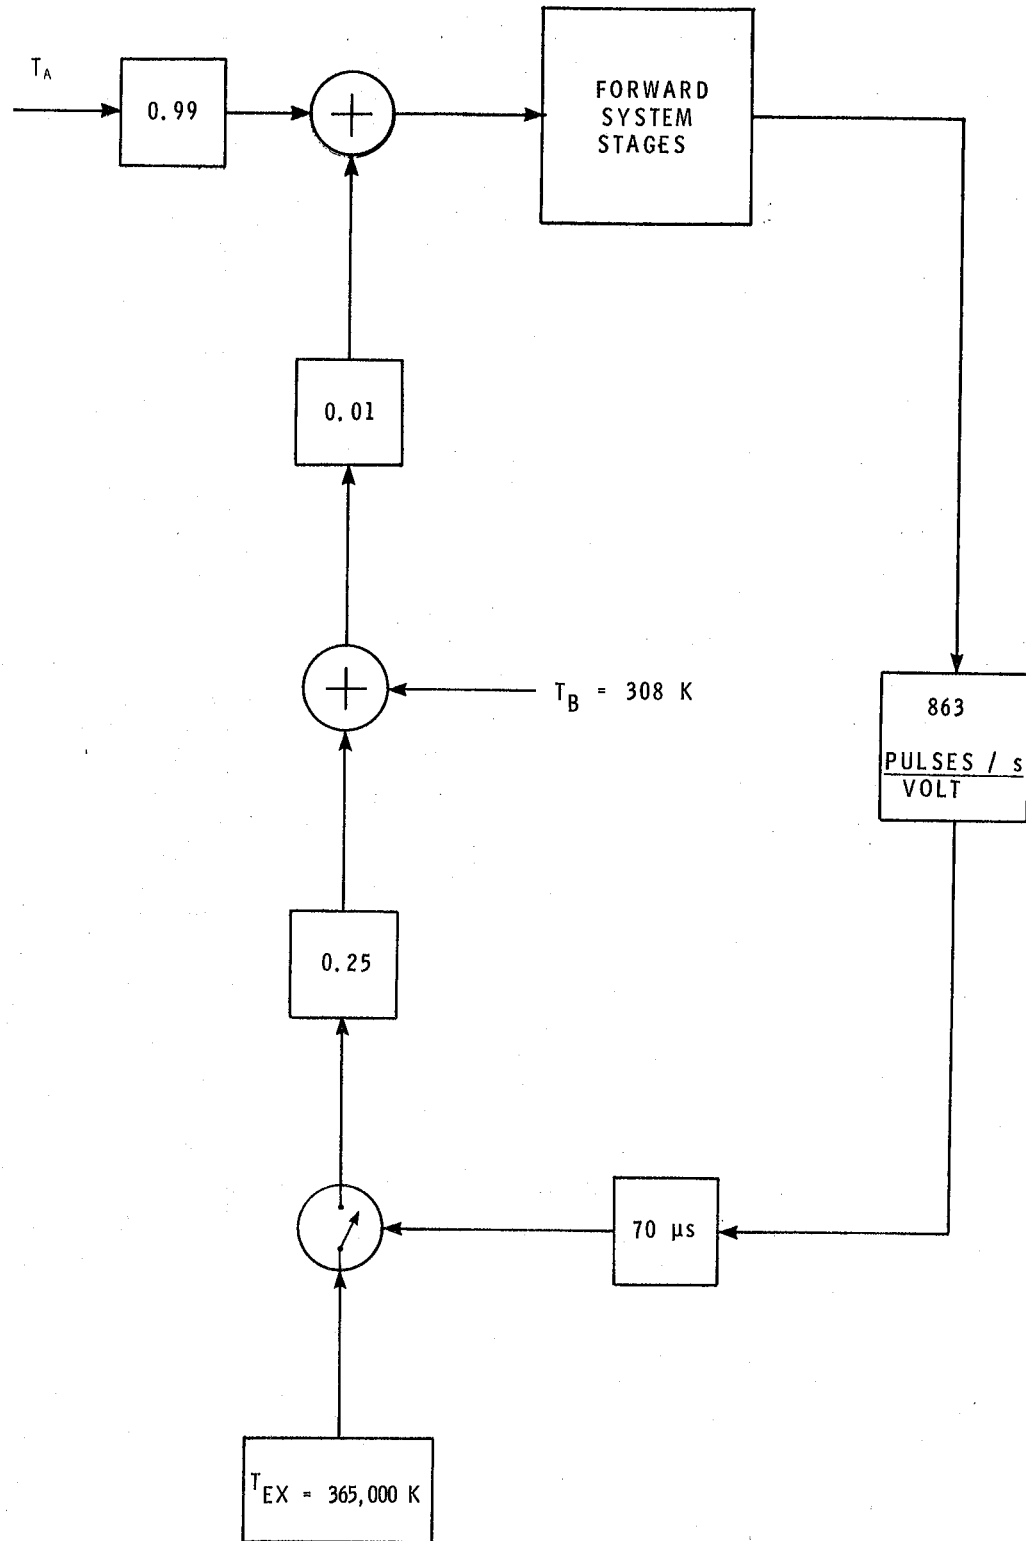 T_A
0.99
+
FORWARD
SYSTEM
STAGES
0.01
+
T_B = 308 K
863
PULSES / s
VOLT
0.25
70 µs
T_EX = 365,000 K